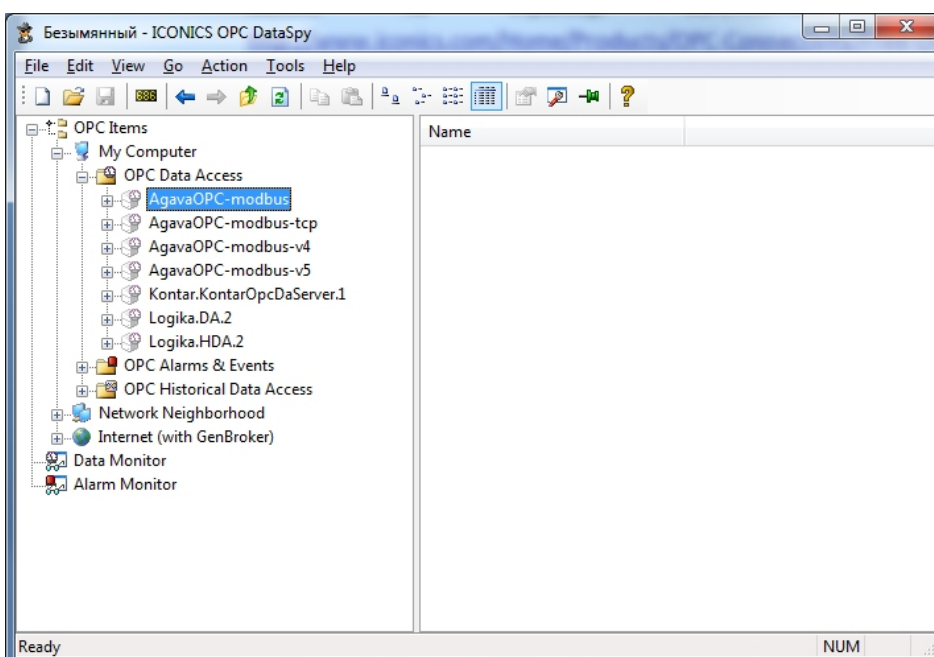 Безымянный - ICONICS OPC DataSpy
File Edit View Go Action Tools Help
OPC Items
Name
My Computer
OPC Data Access
AgavaOPC-modbus
AgavaOPC-modbus-tcp
AgavaOPC-modbus-v4
AgavaOPC-modbus-v5
Kontar.KontarOpcDaServer.1
Logika.DA.2
Logika.HDA.2
OPC Alarms & Events
OPC Historical Data Access
Network Neighborhood
Internet (with GenBroker)
Data Monitor
Alarm Monitor
Ready NUM